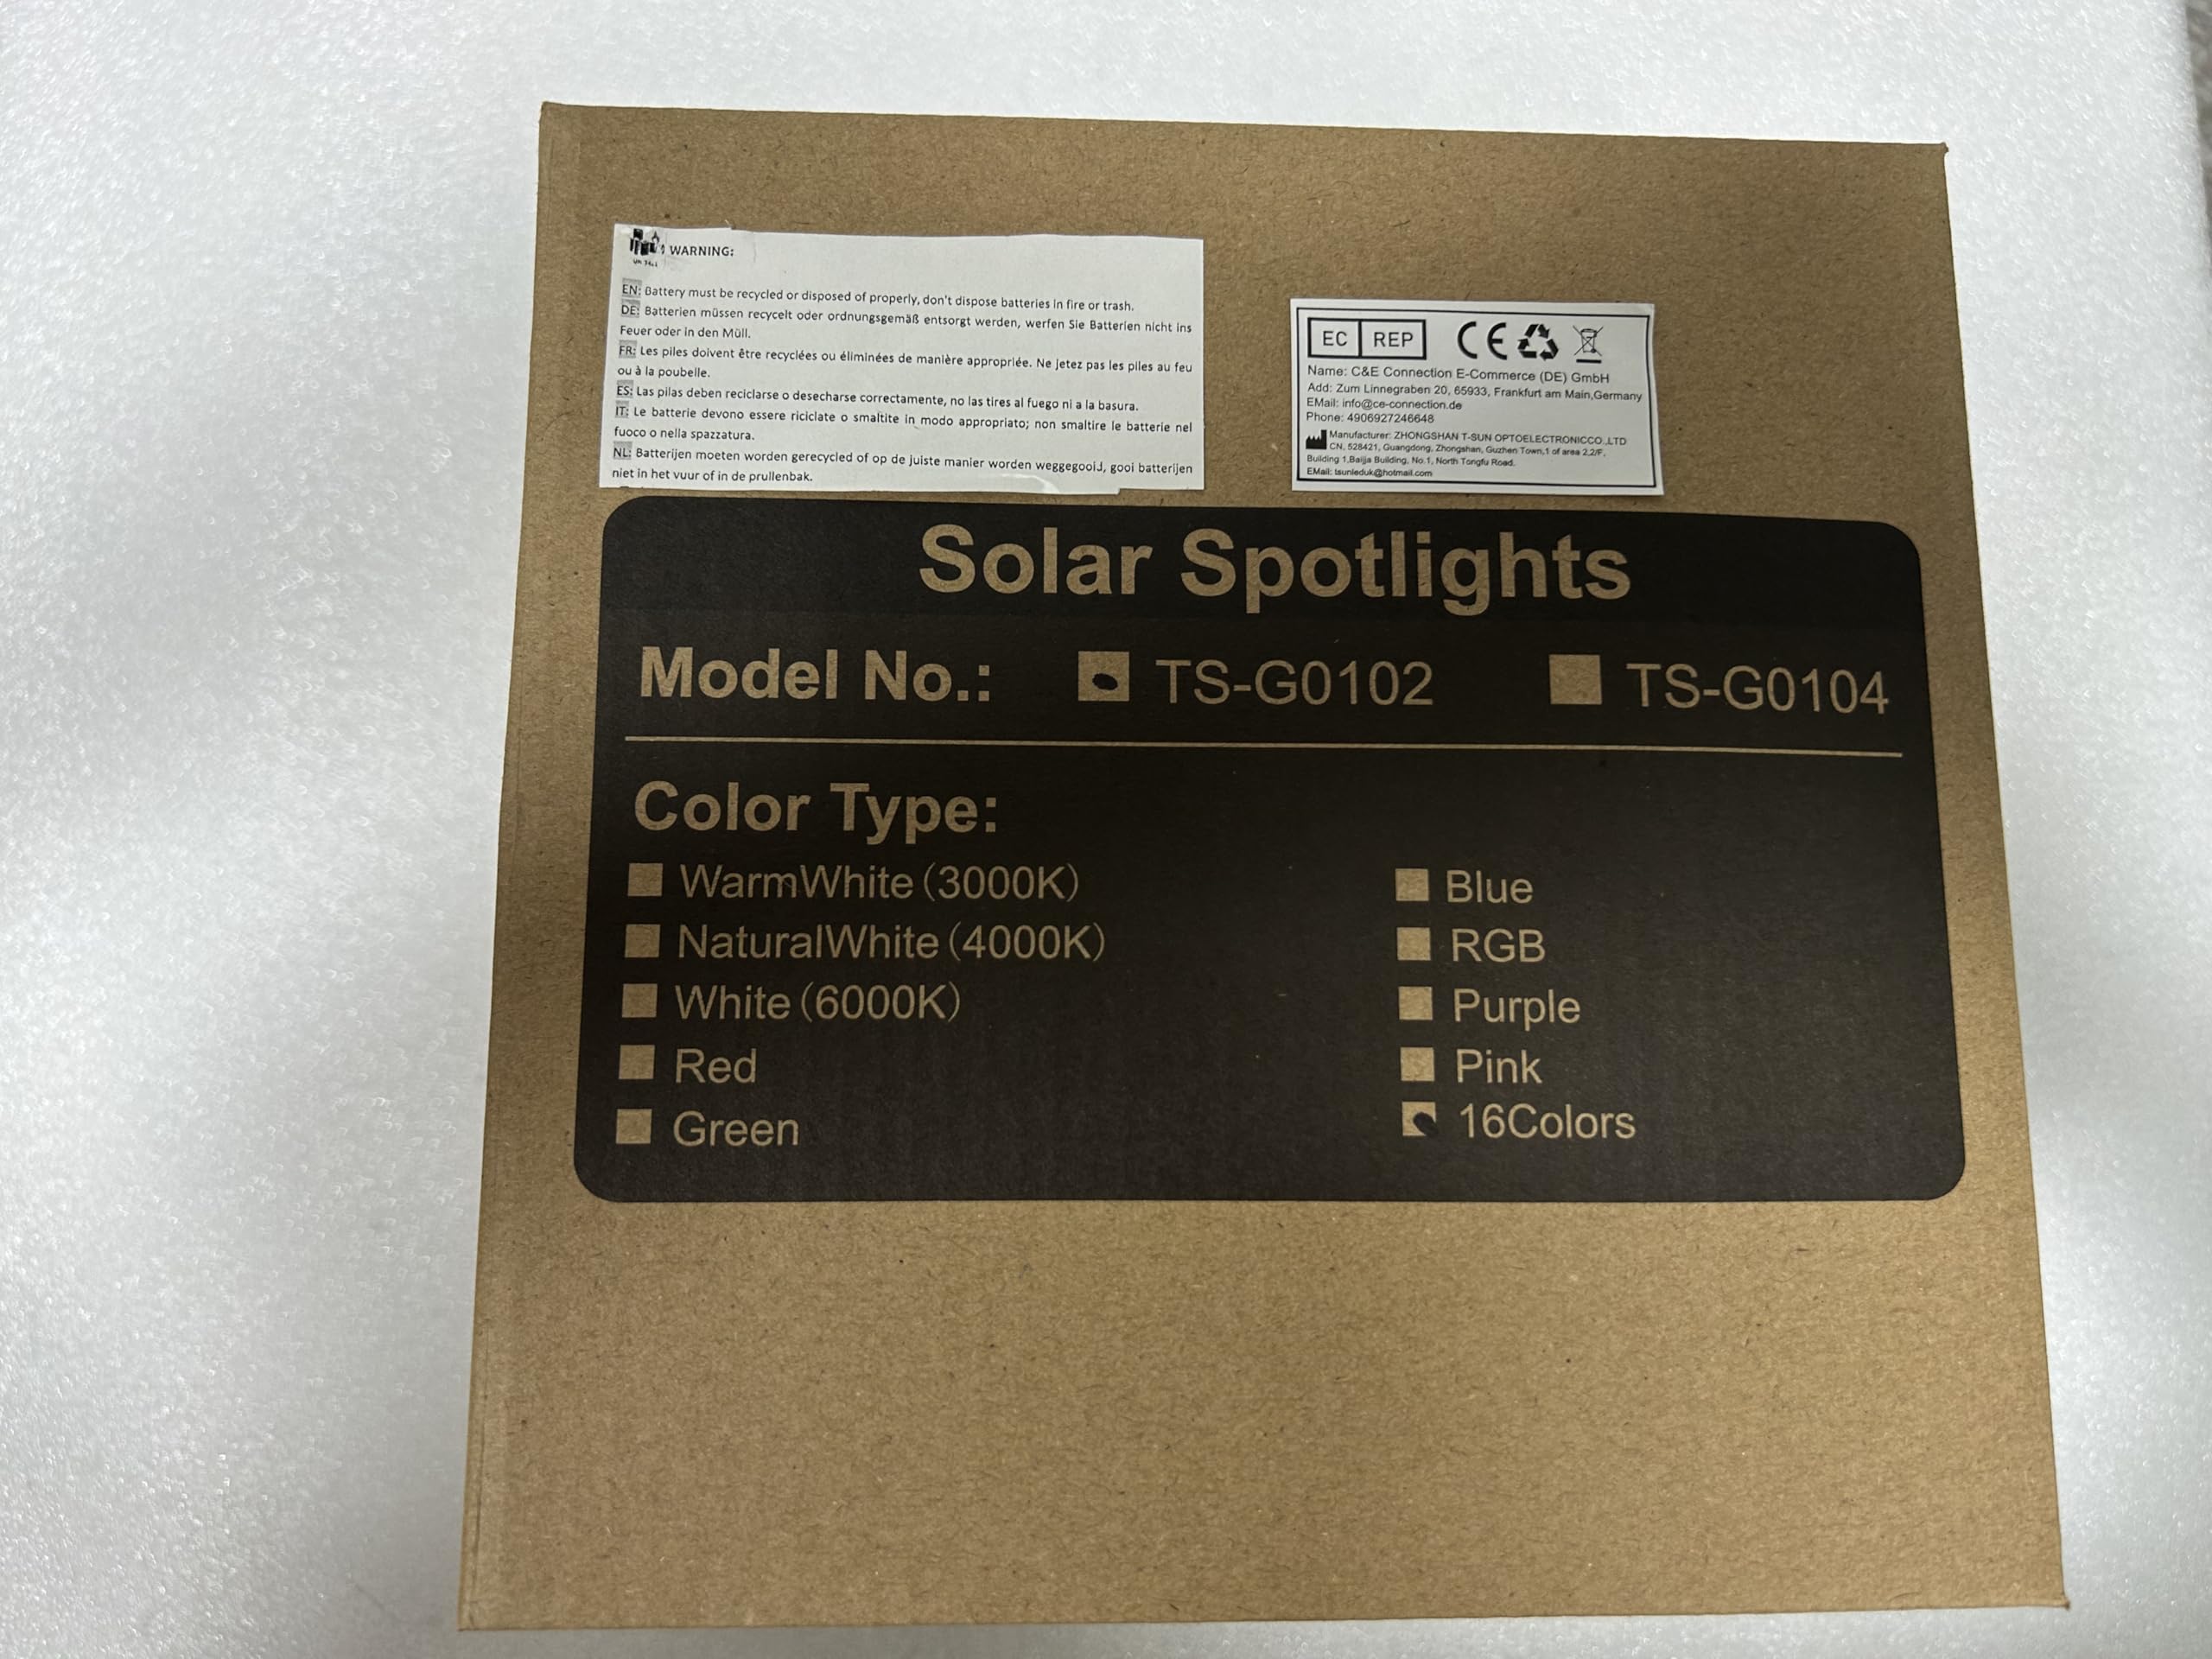 WARNING:
EN: Battery must be recycled or disposed of properly, don't dispose batteries in fire or trash.
DE: Batterien müssen recycelt oder ordnungsgemäß entsorgt werden, werfen Sie Batterien nicht ins
Feuer oder in den Müll.
FR: Les piles doivent être recyclées ou éliminées de manière appropriée. Ne jetez pas les piles au feu
ou à la poubelle.
ES: Las pilas deben reciclarse o desecharse correctamente, no las tires al fuego ni a la basura.
IT: Le batterie devono essere riciclate o smaltite in modo appropriato; non smaltire le batterie nel
fuoco o nella spazzatura.
NL: Batterijen moeten worden gerecycled of op de juiste manier worden weggegooid, gooi batterijen
niet in het vuur of in de prullenbak.
EC REP CE
Name: C&E Connection E-Commerce (DE) GmbH
Add: Zum Linnegraben 20, 65933, Frankfurt am Main,Germany
EMail: info@ce-connection.de
Phone: 4906927246648
Manufacturer: ZHONGSHAN T-SUN OPTOELECTRONICCO.,LTD
CN, 528421, Guangdong, Zhongshan, Guzhen Town,1 of area 2,2/F,
Building 1,Baijia Building, No.1, North Tongfu Road.
EMail: tsunleduk@hotmail.com
Solar Spotlights
Model No.: TS-G0102 TS-G0104
Color Type:
WarmWhite(3000K) Blue
NaturalWhite(4000K) RGB
White(6000K) Purple
Red Pink
Green 16Colors